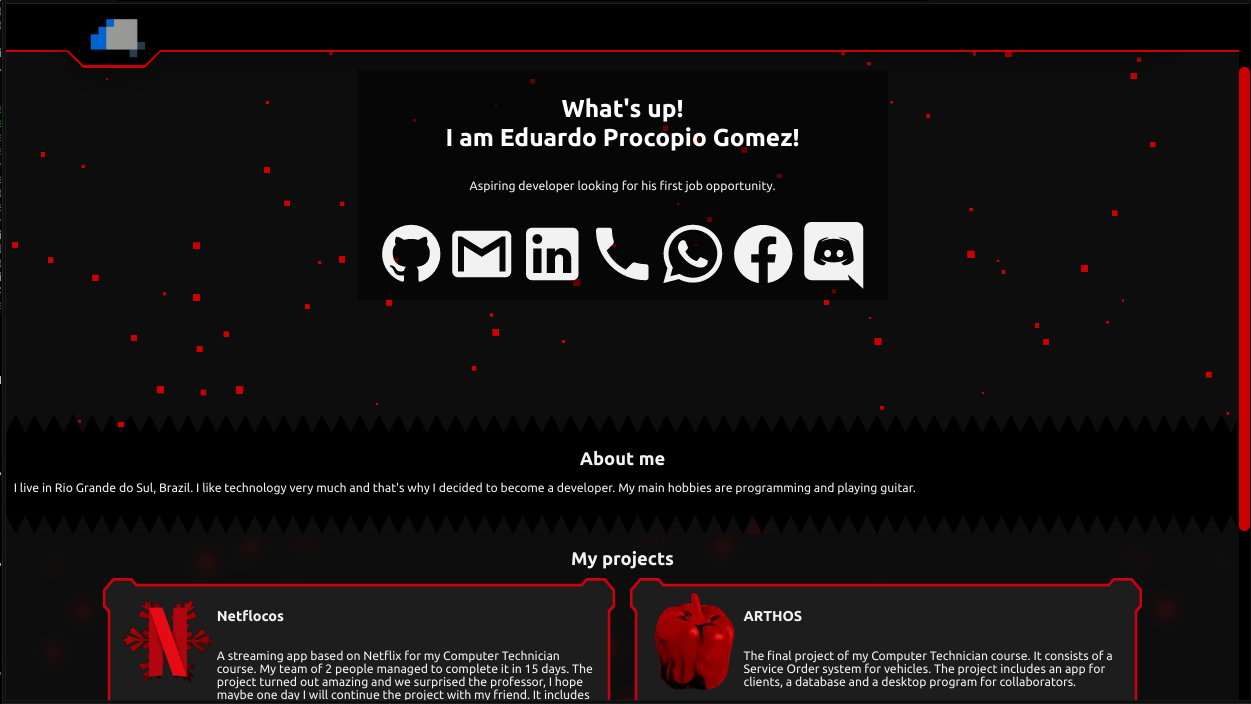 What's up!
I am Eduardo Procopio Gomez!
Aspiring developer looking for his first job opportunity.
About me
I live in Rio Grande do Sul, Brazil. I like technology very much and that's why I decided to become a developer. My main hobbies are programming and playing guitar.
My projects
Netflocos
A streaming app based on Netflix for my Computer Technician
course. My team of 2 people managed to complete it in 15 days. The
project turned out amazing and we surprised the professor, I hope
maybe one day I will continue the project with my friend. It includes
ARTHOS
The final project of my Computer Technician course. It consists of a
Service Order system for vehicles. The project includes an app for
clients, a database and a desktop program for collaborators.